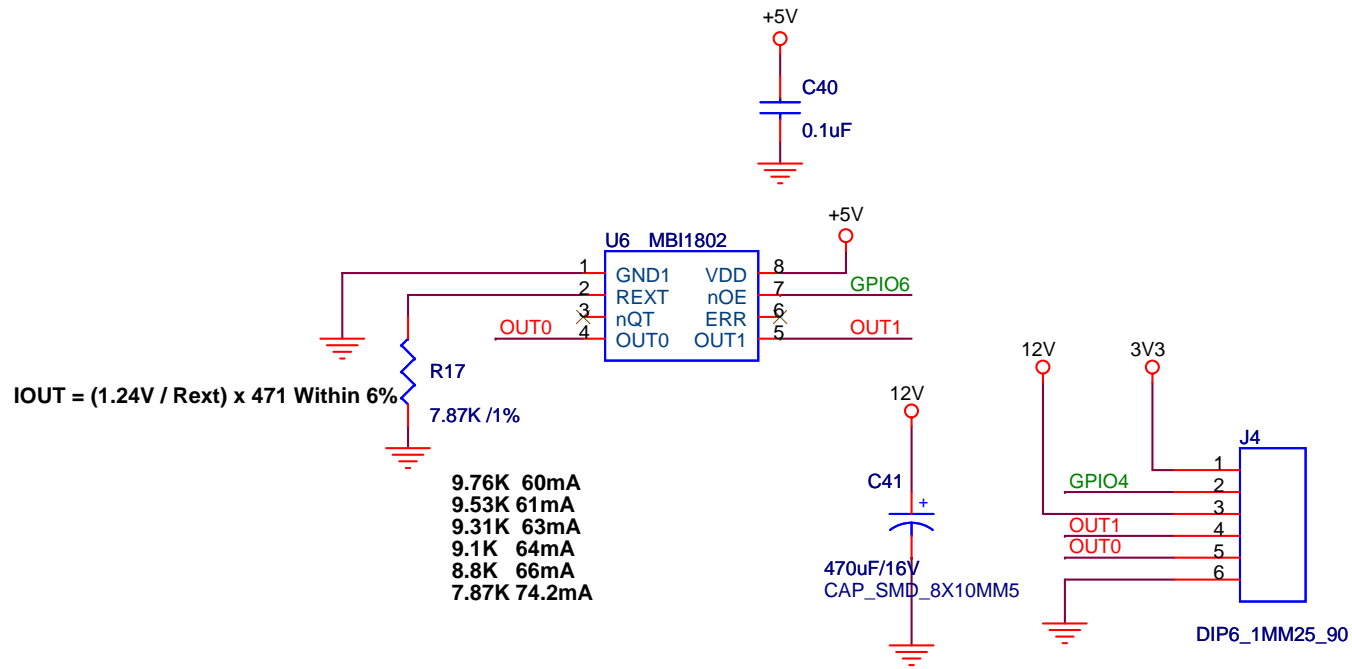 +5V
C40
0.1uF
+5V
U6 MBI1802
1 GND1 VDD 8
2 REXT nOE 7 GPIO6
3 nQT ERR 6
OUT0 4 OUT0 OUT1 5 OUT1
R17
7.87K /1%
IOUT = (1.24V / Rext) x 471 Within 6%
9.76K 60mA
9.53K 61mA
9.31K 63mA
9.1K 64mA
8.8K 66mA
7.87K 74.2mA
12V
C41
+
470uF/16V
CAP_SMD_8X10MM5
12V 3V3
J4
1
GPIO4 2
3
OUT1 4
OUT0 5
6
DIP6_1MM25_90